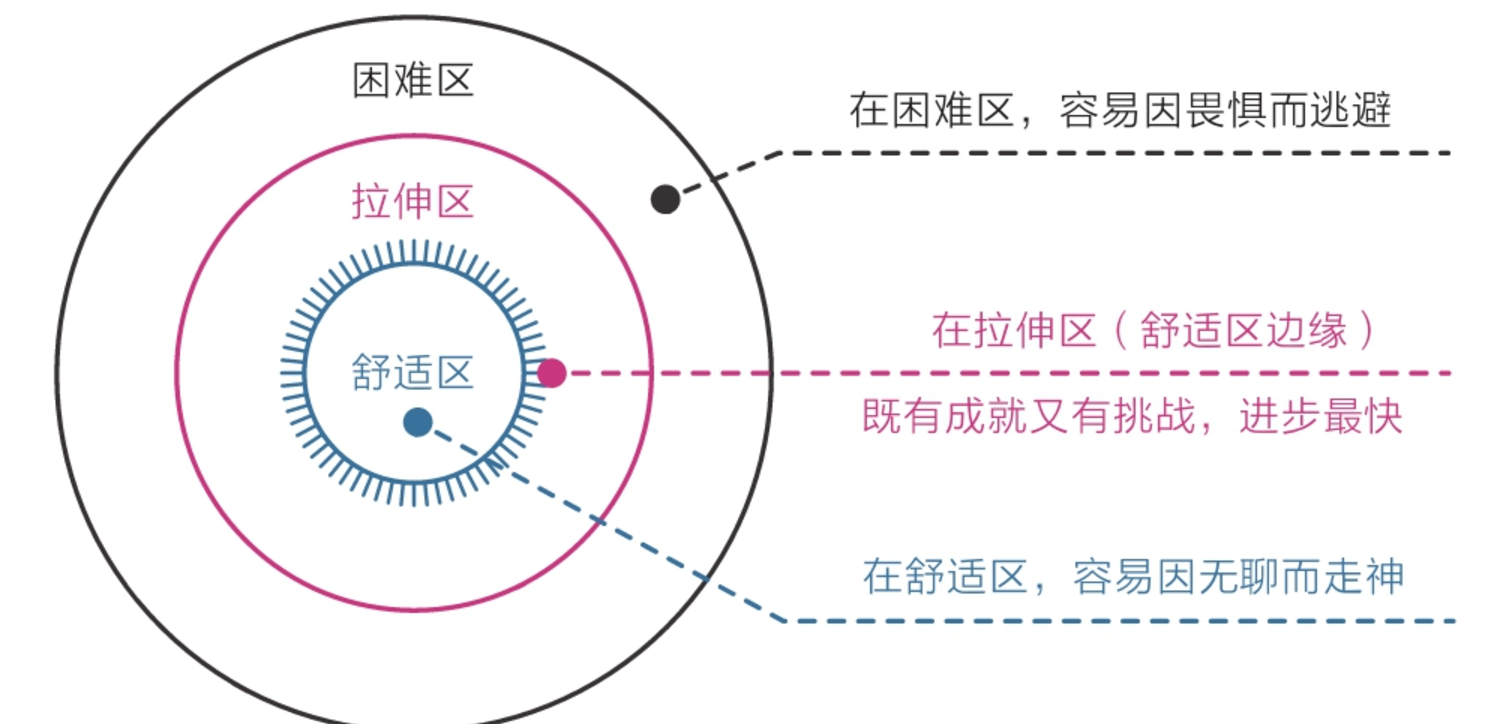 困难区
在困难区，容易因畏惧而逃避
拉伸区
在拉伸区（舒适区边缘）
舒适区
既有成就又有挑战，进步最快
在舒适区，容易因无聊而走神